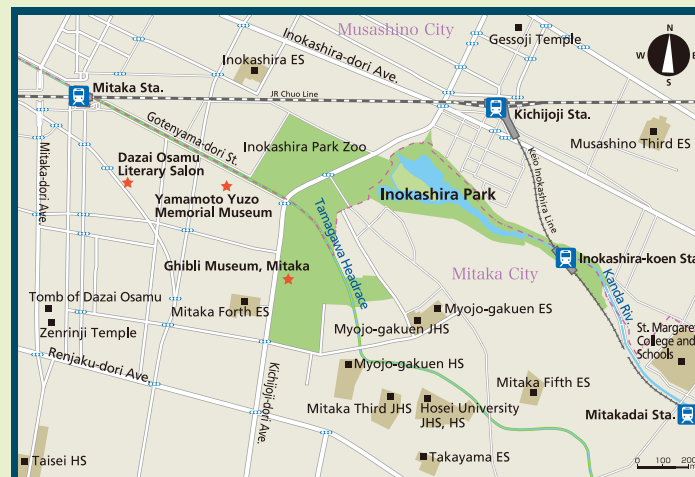 Musashino City
Gessoji Temple
N
W
E
S
Inokashira-dori Ave.
Inokashira ES
Mitaka Sta.
JR Chuo Line
Kichijoji Sta.
Gotenyama-dori St.
Inokashira Park Zoo
Musashino Third ES
Keio Inokashira Line
Mitaka-dori Ave.
Dazai Osamu
Literary Salon
Yamamoto Yuzo
Memorial Museum
Inokashira Park
Tamagawa Headrace
Inokashira-koen Sta
Ghibli Museum, Mitaka
Mitaka City
Kanda Riv.
Tomb of Dazai Osamu
Mitaka Forth ES
Myojo-gakuen ES
Zenrinji Temple
Myojo-gakuen JHS
St. Margaret
College and
Schools
Renjaku-dori Ave.
Myojo-gakuen HS
Kichijoji-dori Ave.
Mitaka Fifth ES
Mitaka Third JHS
Hosei University
JHS, HS
Mitakadai Sta.
Taisei HS
Takayama ES
0 100 200
m